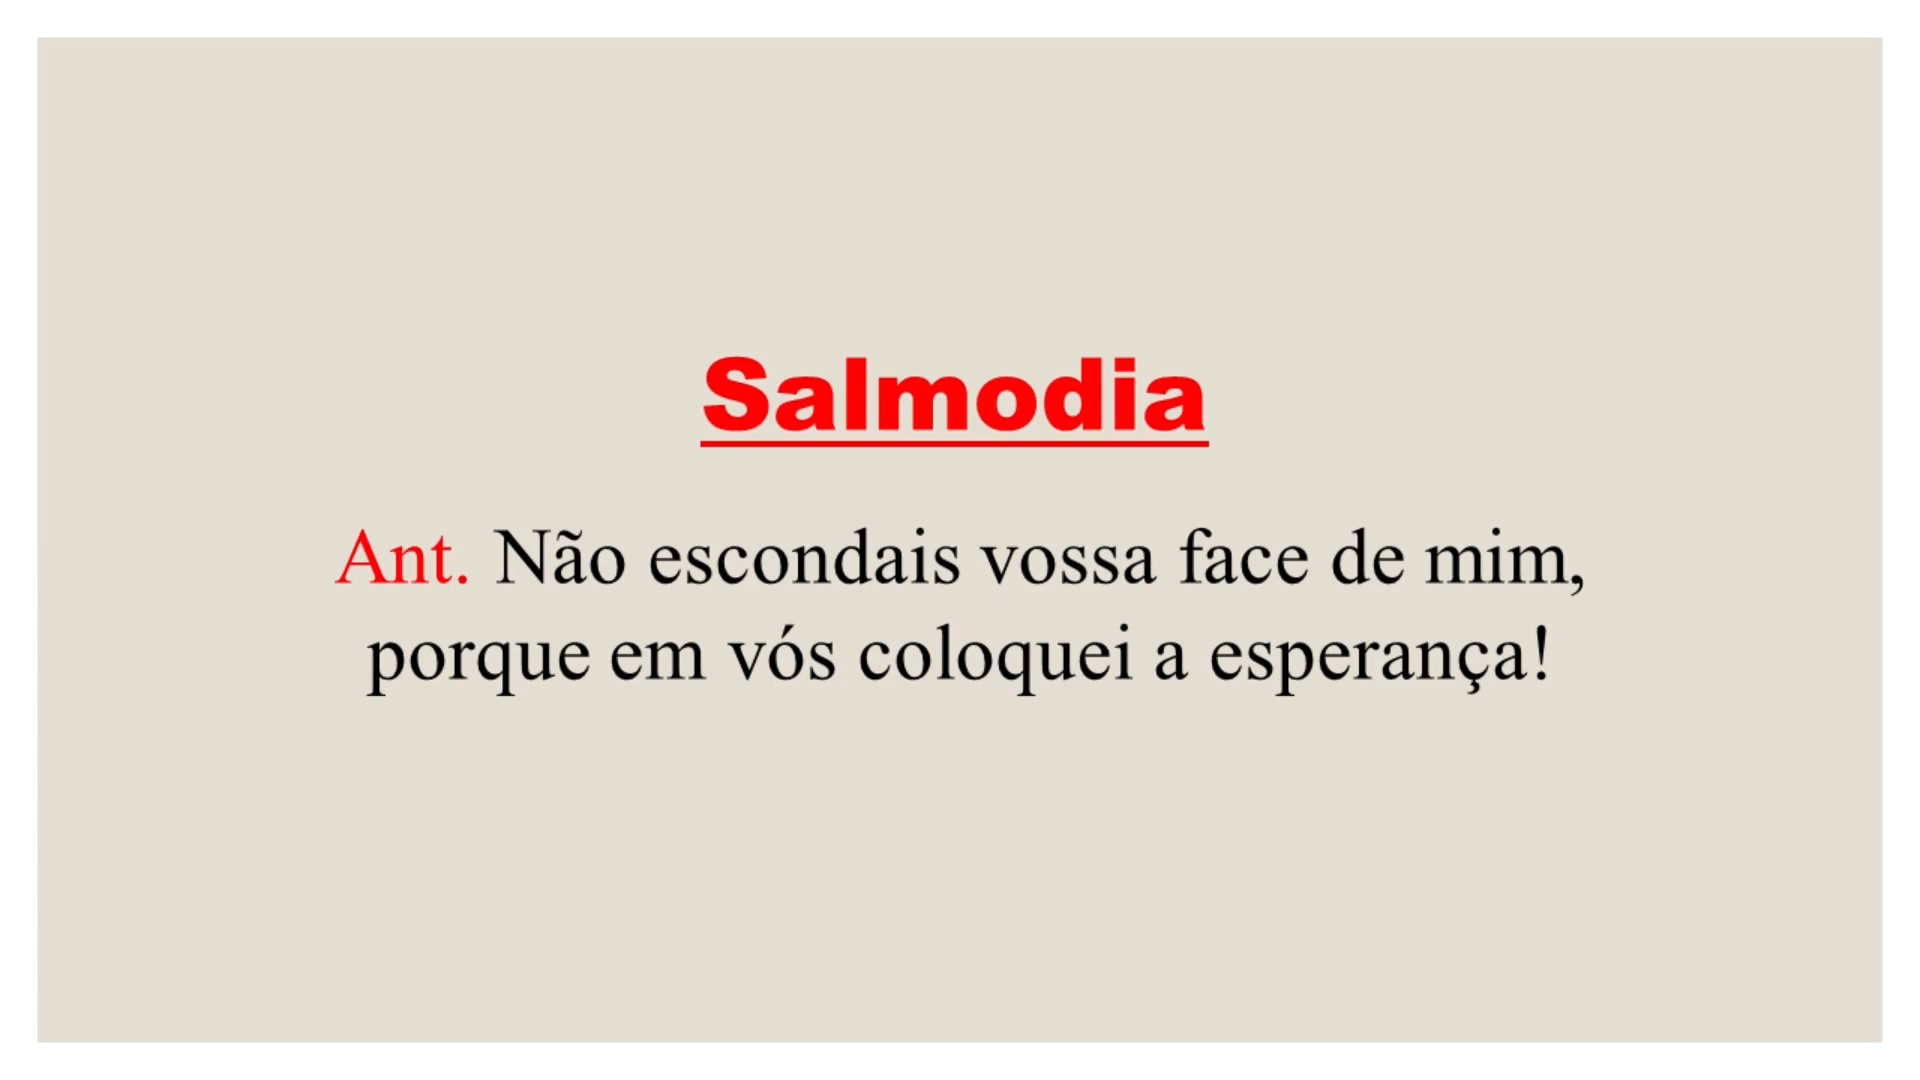 Salmodia
Ant. Não escondais vossa face de mim,
porque em vós coloquei a esperança!